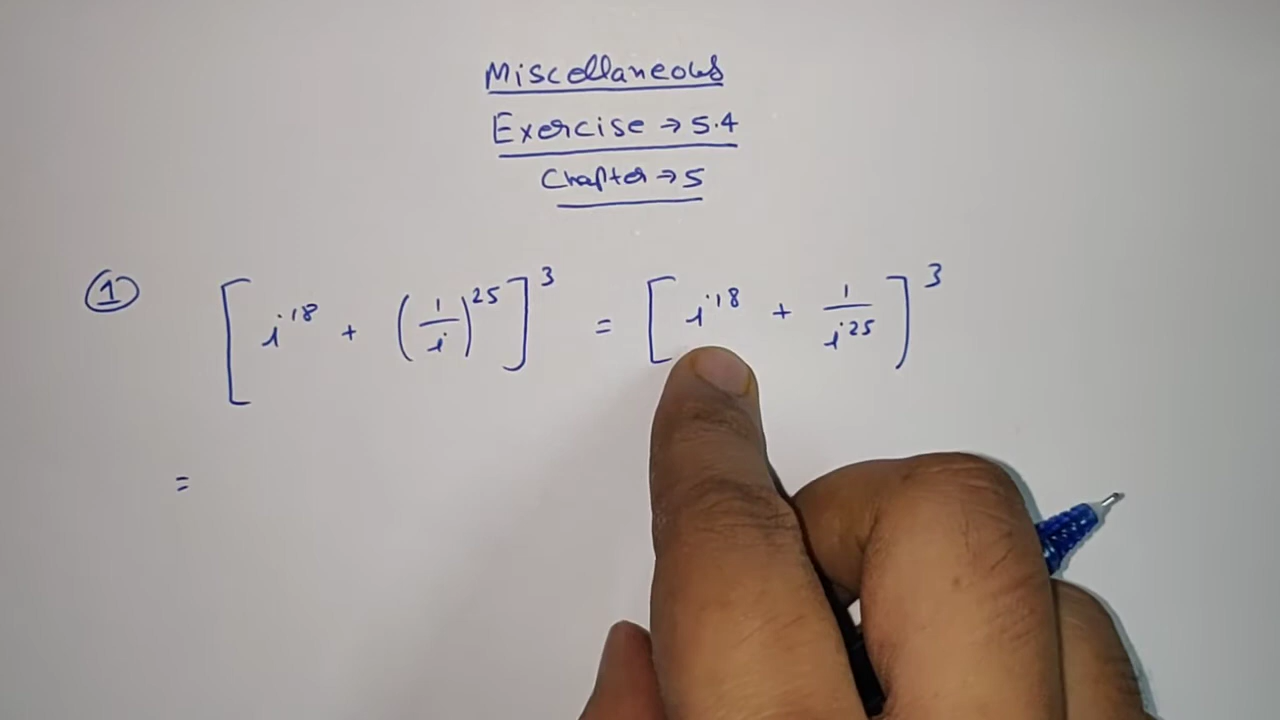 Miscellaneous
Exercise → 5.4
Chapter → 5
① [i^18 + (1/i)^25]^3 = [i^18 + 1/i^25]^3
=